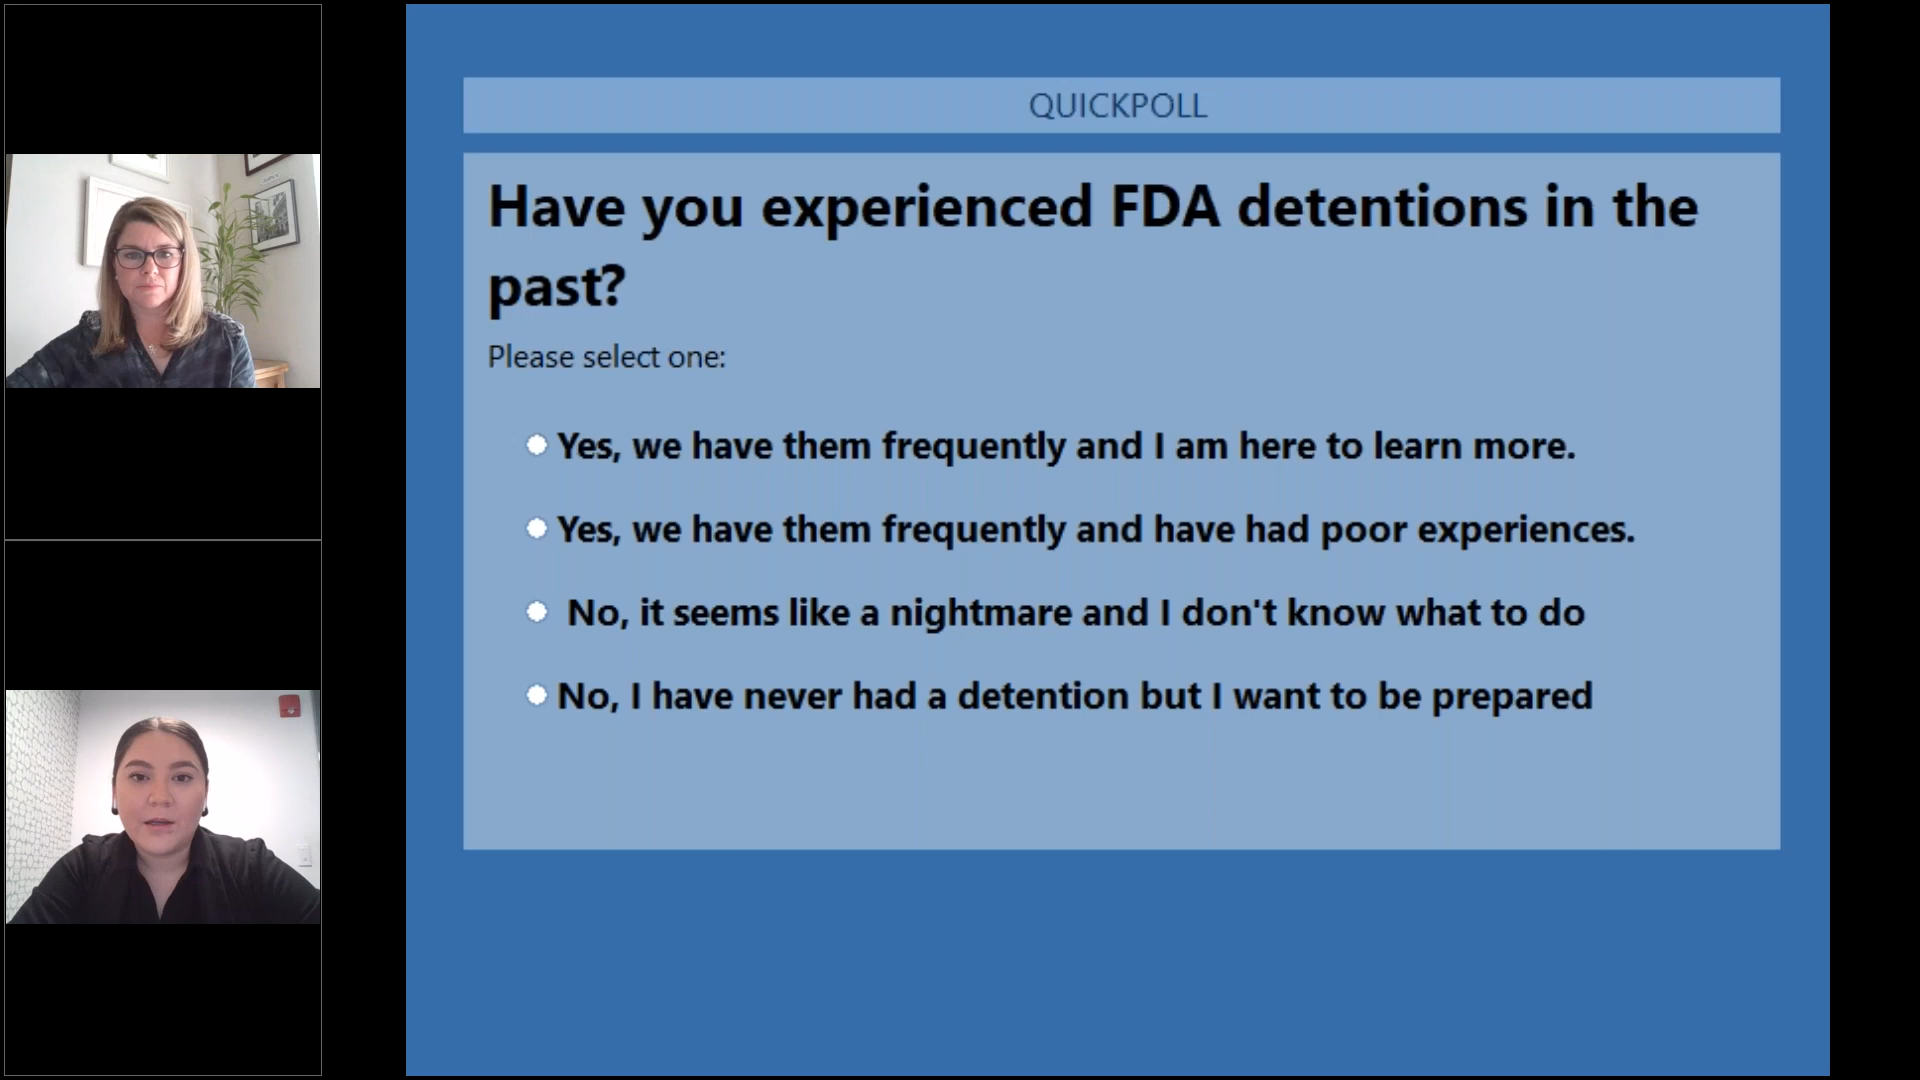 QUICKPOLL
Have you experienced FDA detentions in the
past?
Please select one:
Yes, we have them frequently and I am here to learn more.
Yes, we have them frequently and have had poor experiences.
No, it seems like a nightmare and I don't know what to do
No, I have never had a detention but I want to be prepared